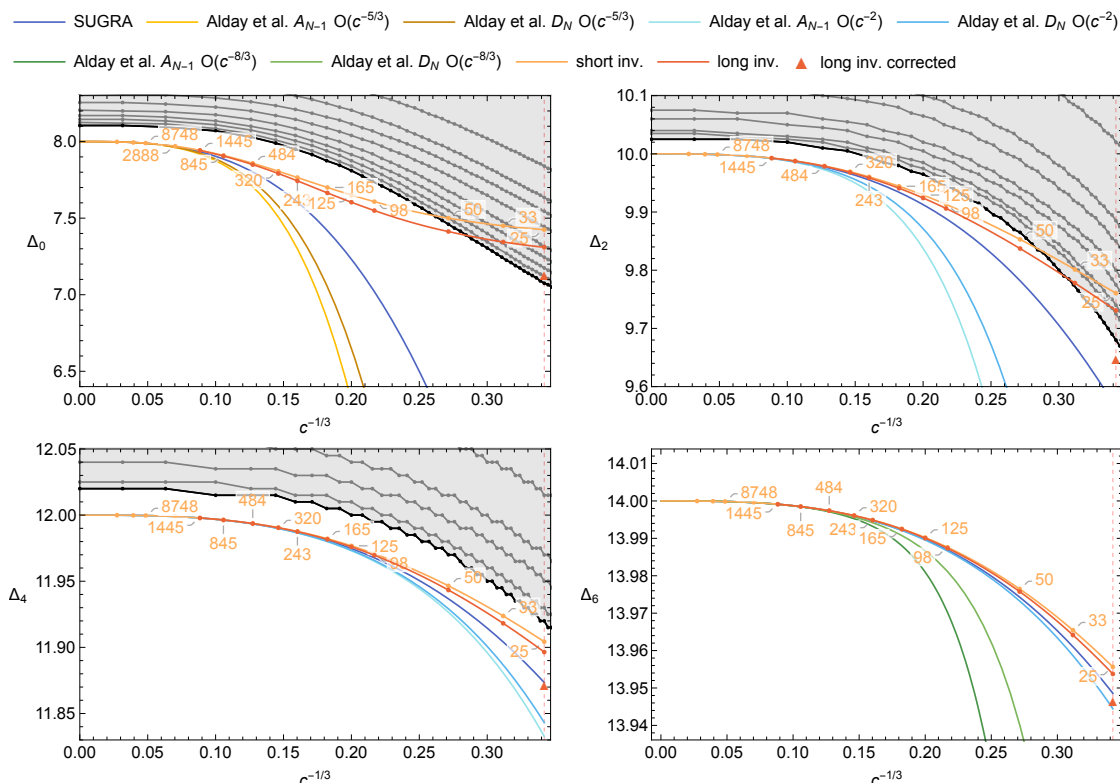 SUGRA Alday et al. A_{N-1} O(c^{-5/3}) Alday et al. D_N O(c^{-5/3}) Alday et al. A_{N-1} O(c^{-2}) Alday et al. D_N O(c^{-2})
Alday et al. A_{N-1} O(c^{-8/3}) Alday et al. D_N O(c^{-8/3}) short inv. long inv. long inv. corrected
8.0
7.5
Δ_0
7.0
6.5
8748 1445 484
2888 845 320 243 125
165 98 50 33 25
0.00 0.05 0.10 0.15 0.20 0.25 0.30
c^{-1/3}
10.1
10.0
9.9
Δ_2
9.8
9.7
9.6
8748 320 165 125
1445 484 243 98 50 33 25
0.00 0.05 0.10 0.15 0.20 0.25 0.30
c^{-1/3}
12.05
12.00
11.95
Δ_4
11.90
11.85
8748 484 320 165 125
1445 845 243 98 50 33 25
0.00 0.05 0.10 0.15 0.20 0.25 0.30
c^{-1/3}
14.01
14.00
13.99
13.98
Δ_6
13.97
13.96
13.95
13.94
8748 484 320 125
1445 845 243 165 98 50 33 25
0.00 0.05 0.10 0.15 0.20 0.25 0.30
c^{-1/3}